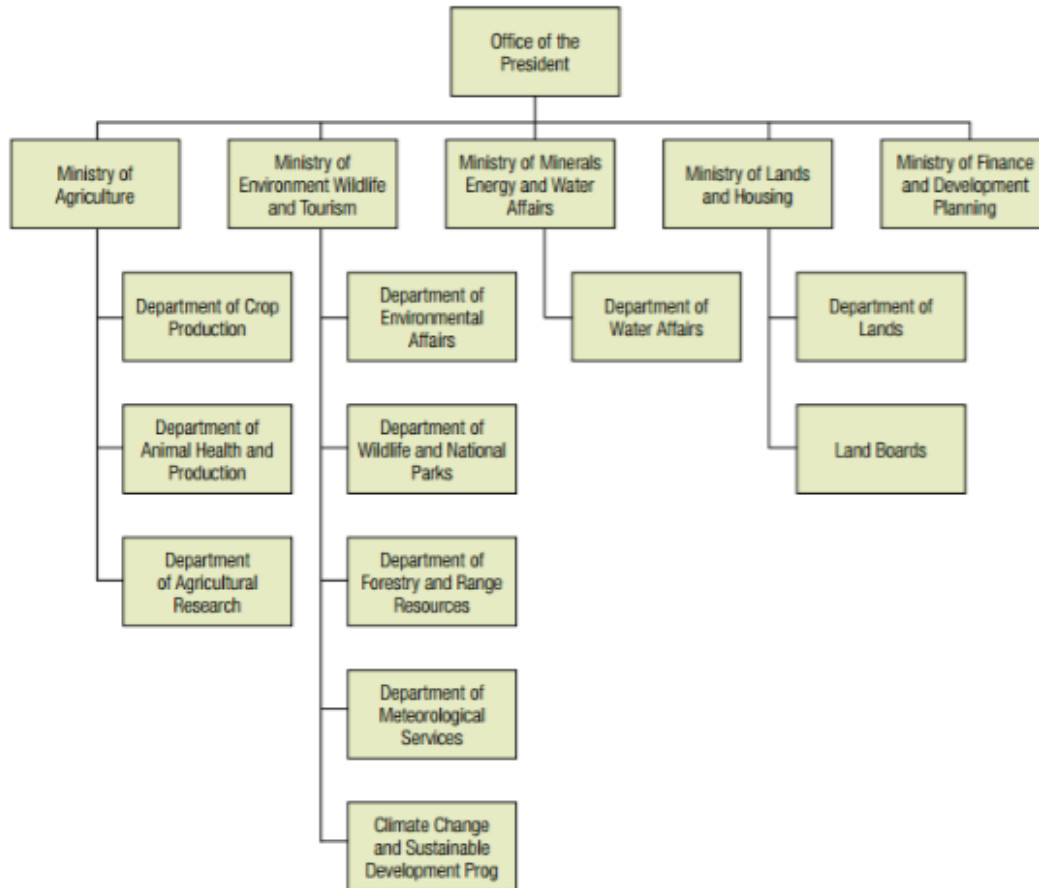 Office of the
President
Ministry of
Agriculture
Ministry of
Environment Wildlife
and Tourism
Ministry of Minerals
Energy and Water
Affairs
Ministry of Lands
and Housing
Ministry of Finance
and Development
Planning
Department of Crop
Production
Department of
Environmental
Affairs
Department of
Water Affairs
Department of
Lands
Department of
Animal Health and
Production
Department of
Wildlife and National
Parks
Land Boards
Department
of Agricultural
Research
Department of
Forestry and Range
Resources
Department of
Meteorological
Services
Climate Change
and Sustainable
Development Prog